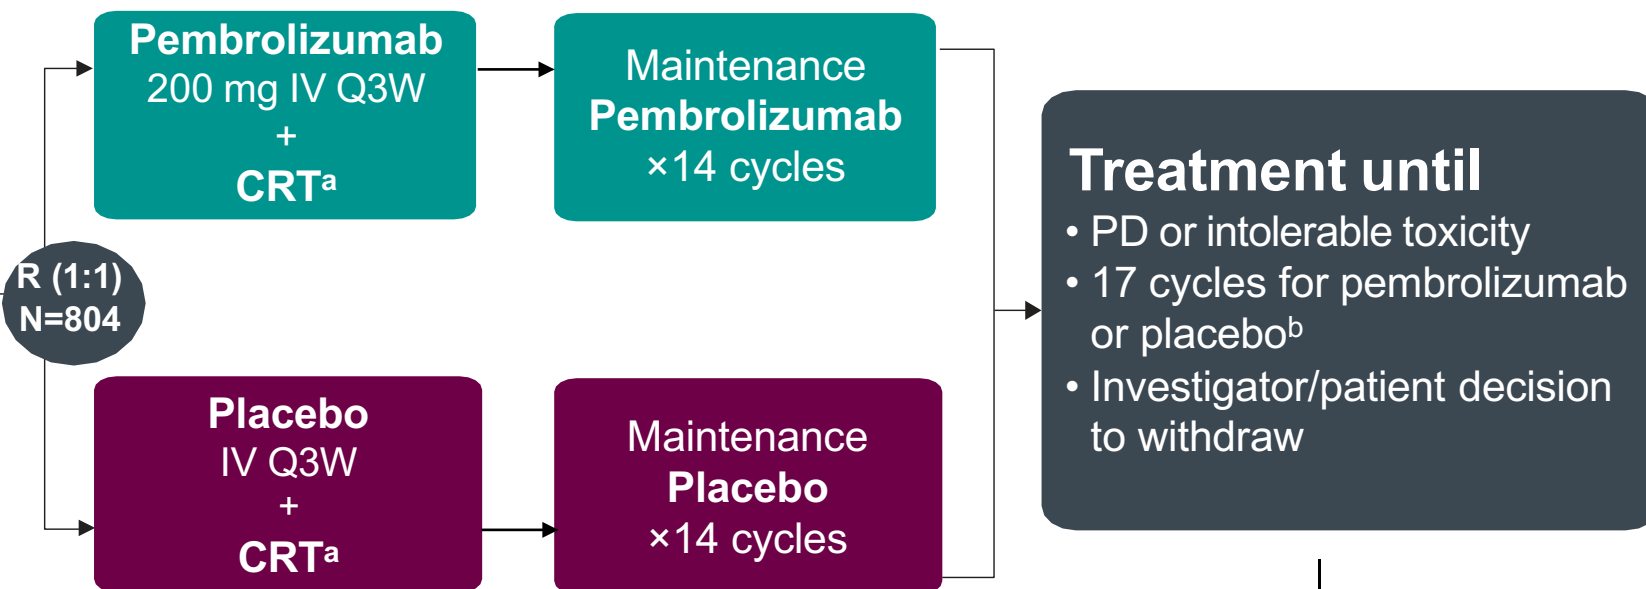 Pembrolizumab
200 mg IV Q3W
+
CRTᵃ
Maintenance
Pembrolizumab
×14 cycles
R (1:1)
N=804
Placebo
IV Q3W
+
CRTᵃ
Maintenance
Placebo
×14 cycles
Treatment until
• PD or intolerable toxicity
• 17 cycles for pembrolizumab
or placeboᵇ
• Investigator/patient decision
to withdraw